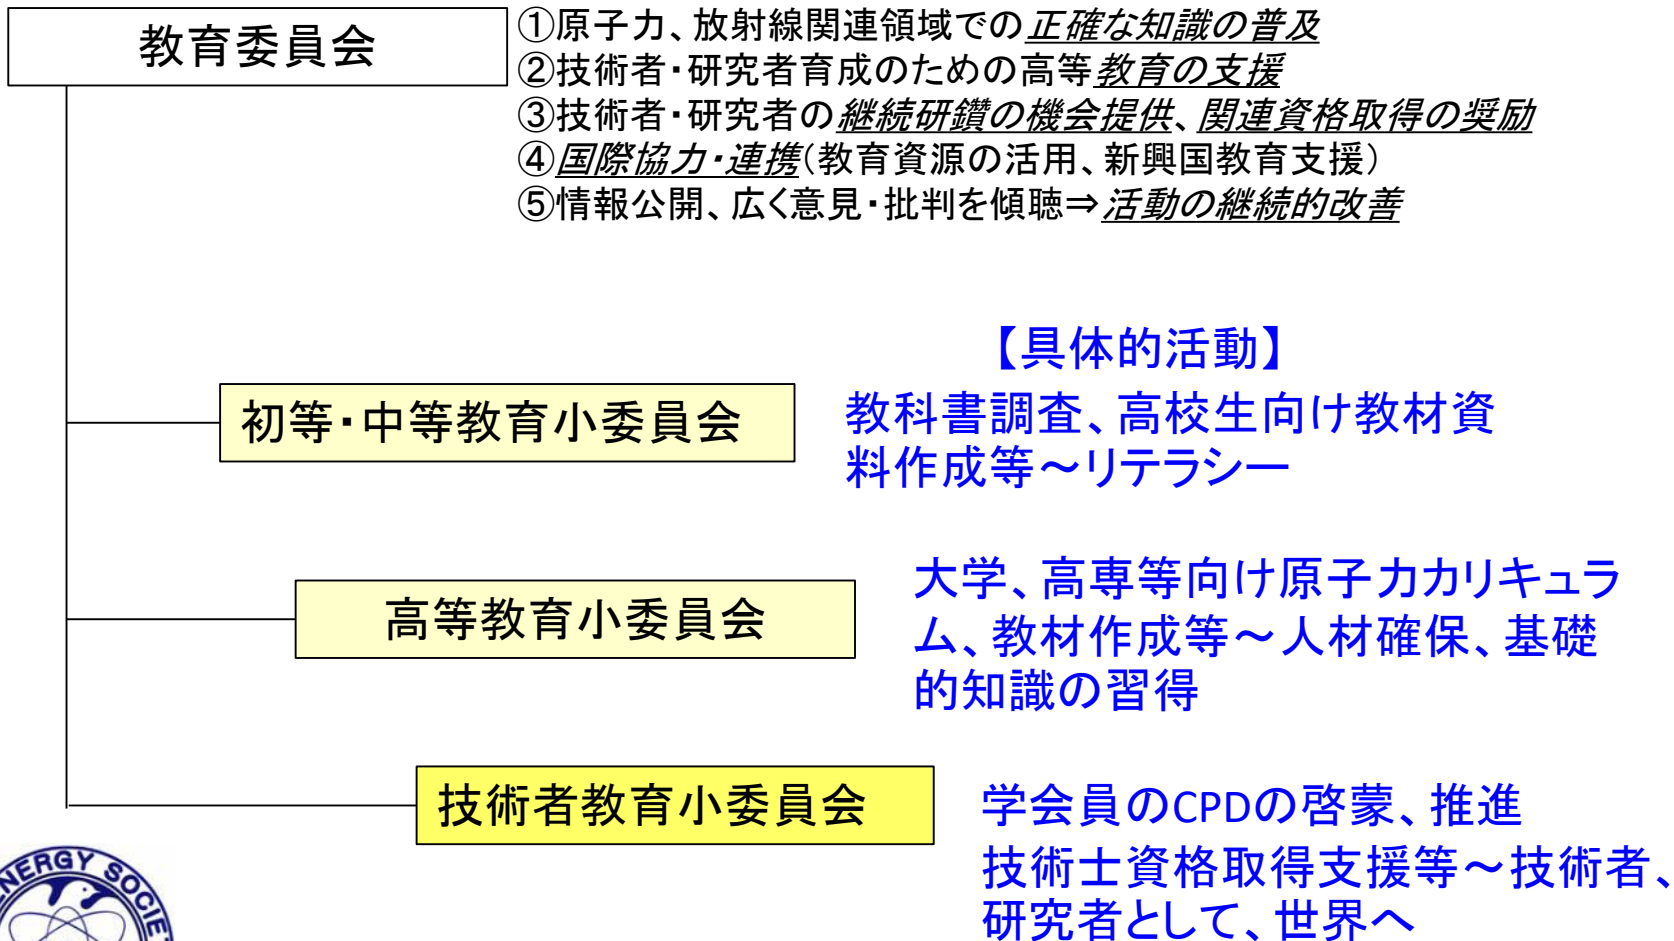 教育委員会
①原子力、放射線関連領域での正確な知識の普及
②技術者・研究者育成のための高等教育の支援
③技術者・研究者の継続研鑽の機会提供、関連資格取得の奨励
④国際協力・連携(教育資源の活用、新興国教育支援)
⑤情報公開、広く意見・批判を傾聴⇒活動の継続的改善
【具体的活動】
初等・中等教育小委員会
教科書調査、高校生向け教材資
料作成等～リテラシー
高等教育小委員会
大学、高専等向け原子力カリキュラ
ム、教材作成等～人材確保、基礎
的知識の習得
技術者教育小委員会
学会員のCPDの啓蒙、推進
技術士資格取得支援等～技術者、
研究者として、世界へ
ENERGY SOCIE